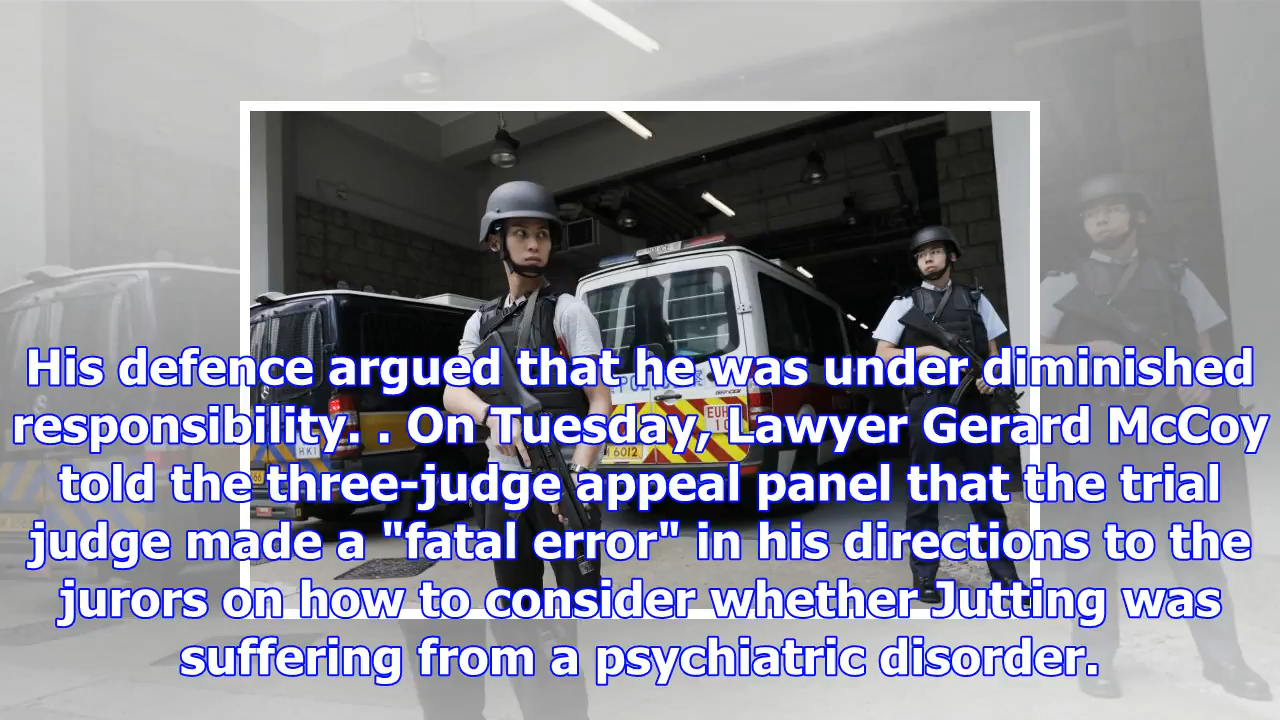 His defence argued that he was under diminished
responsibility. . On Tuesday, Lawyer Gerard McCoy
told the three-judge appeal panel that the trial
judge made a "fatal error" in his directions to the
jurors on how to consider whether Jutting was
suffering from a psychiatric disorder.